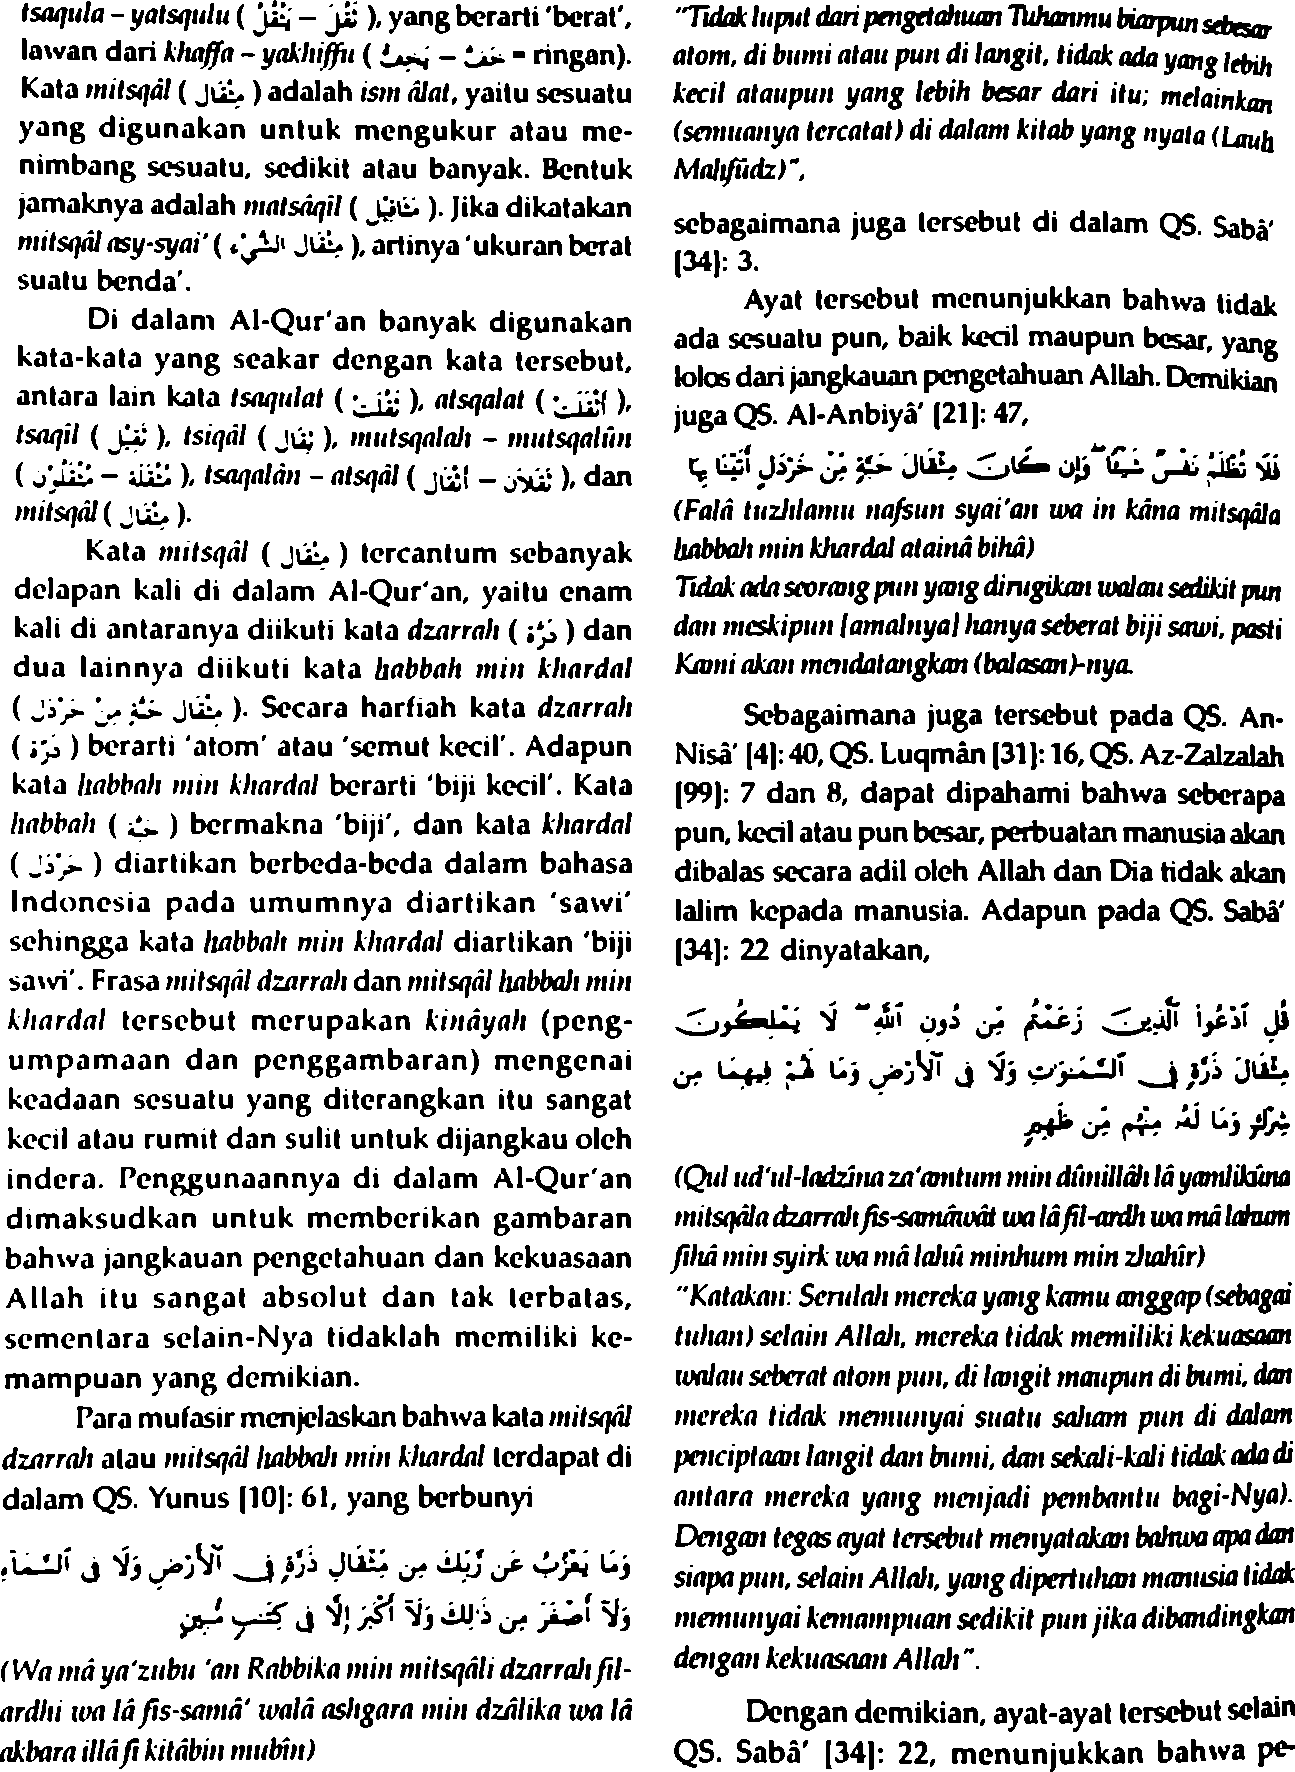 tsaqula – yatsqulu ( ثَقُلَ – يَثْقُلُ ), yang berarti 'berat',
lawan dari khaffa – yakhiffu ( خَفَّ – يَخِفُّ = ringan).
Kata mitsqâl ( مِثْقَال ) adalah ism âlat, yaitu sesuatu
yang digunakan untuk mengukur atau me-
nimbang sesuatu, sedikit atau banyak. Bentuk
jamaknya adalah matsâqîl ( مَثَاقِيْل ). Jika dikatakan
mitsqâl asy-syai' ( مِثْقَالُ الشَّيْءِ ), artinya 'ukuran berat
suatu benda'.
Di dalam Al-Qur'an banyak digunakan
kata-kata yang seakar dengan kata tersebut,
antara lain kata tsaqulat ( ثَقُلَتْ ), atsqalat ( أَثْقَلَتْ ),
tsaqîl ( ثَقِيْل ), tsiqâl ( ثِقَال ), mutsqalah – mutsqalûn
( مُثْقَلَة – مُثْقَلُوْن ), tsaqalân – atsqâl ( ثَقَلاَن – أَثْقَال ), dan
mitsqâl ( مِثْقَال ).
Kata mitsqâl ( مِثْقَال ) tercantum sebanyak
delapan kali di dalam Al-Qur'an, yaitu enam
kali di antaranya diikuti kata dzarrah ( ذَرَّة ) dan
dua lainnya diikuti kata habbah min khardal
( مِثْقَال حَبَّةٍ مِنْ خَرْدَل ). Secara harfiah kata dzarrah
( ذَرَّة ) berarti 'atom' atau 'semut kecil'. Adapun
kata habbah min khardal berarti 'biji kecil'. Kata
habbah ( حَبَّة ) bermakna 'biji', dan kata khardal
( خَرْدَل ) diartikan berbeda-beda dalam bahasa
Indonesia pada umumnya diartikan 'sawi'
sehingga kata habbah min khardal diartikan 'biji
sawi'. Frasa mitsqâl dzarrah dan mitsqâl habbah min
khardal tersebut merupakan kinâyah (peng-
umpamaan dan penggambaran) mengenai
keadaan sesuatu yang diterangkan itu sangat
kecil atau rumit dan sulit untuk dijangkau oleh
indera. Penggunaannya di dalam Al-Qur'an
dimaksudkan untuk memberikan gambaran
bahwa jangkauan pengetahuan dan kekuasaan
Allah itu sangat absolut dan tak terbatas,
sementara selain-Nya tidaklah memiliki ke-
mampuan yang demikian.
Para mufasir menjelaskan bahwa kata mitsqâl
dzarrah atau mitsqâl habbah min khardal terdapat di
dalam QS. Yunus [10]: 61, yang berbunyi
وَمَا يَعْزُبُ عَن رَّبِّكَ مِن مِّثْقَالِ ذَرَّةٍ فِى ٱلْأَرْضِ وَلَا فِى ٱلسَّمَآءِ
وَلَآ أَصْغَرَ مِن ذَٰلِكَ وَلَآ أَكْبَرَ إِلَّا فِى كِتَٰبٍ مُّبِينٍ
(Wa mâ ya'zubu 'an Rabbika min mitsqâli dzarrah fil-
ardhi wa lâ fis-samâ' walâ ashgara min dzâlika wa lâ
akbara illâ fî kitâbin mubîn)
"Tidak luput dari pengetahuan Tuhanmu biarpun sebesar
atom, di bumi atau pun di langit, tidak ada yang lebih
kecil ataupun yang lebih besar dari itu; melainkan
(semuanya tercatat) di dalam kitab yang nyata (Lauh
Mahfûdz)",
sebagaimana juga tersebut di dalam QS. Sabâ'
[34]: 3.
Ayat tersebut menunjukkan bahwa tidak
ada sesuatu pun, baik kecil maupun besar, yang
lolos dari jangkauan pengetahuan Allah. Demikian
juga QS. Al-Anbiyâ' [21]: 47,
فَلَا تُظْلَمُ نَفْسٌ شَيْـًٔا ۖ وَإِن كَانَ مِثْقَالَ حَبَّةٍ مِّنْ خَرْدَلٍ أَتَيْنَا بِهَا
(Falâ tuzhlamu nafsun syai'an wa in kâna mitsqâla
habbah min khardal atainâ bihâ)
Tidak ada seorang pun yang dirugikan walau sedikit pun
dan meskipun [amalnya] hanya seberat biji sawi, pasti
Kami akan mendatangkan (balasan)-nya.
Sebagaimana juga tersebut pada QS. An-
Nisâ' [4]: 40, QS. Luqmân [31]: 16, QS. Az-Zalzalah
[99]: 7 dan 8, dapat dipahami bahwa seberapa
pun, kecil atau pun besar, perbuatan manusia akan
dibalas secara adil oleh Allah dan Dia tidak akan
lalim kepada manusia. Adapun pada QS. Sabâ'
[34]: 22 dinyatakan,
قُلِ ٱدْعُوا۟ ٱلَّذِينَ زَعَمْتُم مِّن دُونِ ٱللَّهِ ۖ لَا يَمْلِكُونَ
مِثْقَالَ ذَرَّةٍ فِى ٱلسَّمَٰوَٰتِ وَلَا فِى ٱلْأَرْضِ وَمَا لَهُمْ فِيهِمَا مِن
شِرْكٍ وَمَا لَهُۥ مِنْهُم مِّن ظَهِيرٍ
(Qul ud'ul-ladzîna za'amtum min dûnillâh lâ yamlikûna
mitsqâla dzarrah fis-samâwât wa lâ fil-ardh wa mâ lahum
fîhâ min syirk wa mâ lahû minhum min zhahîr)
"Katakan: Serulah mereka yang kamu anggap (sebagai
tuhan) selain Allah, mereka tidak memiliki kekuasaan
walau seberat atom pun, di langit maupun di bumi, dan
mereka tidak memunyai suatu saham pun di dalam
penciptaan langit dan bumi, dan sekali-kali tidak ada di
antara mereka yang menjadi pembantu bagi-Nya).
Dengan tegas ayat tersebut menyatakan bahwa apa dan
siapa pun, selain Allah, yang dipertuhan manusia tidak
memunyai kemampuan sedikit pun jika dibandingkan
dengan kekuasaan Allah".
Dengan demikian, ayat-ayat tersebut selain
QS. Sabâ' [34]: 22, menunjukkan bahwa pe-